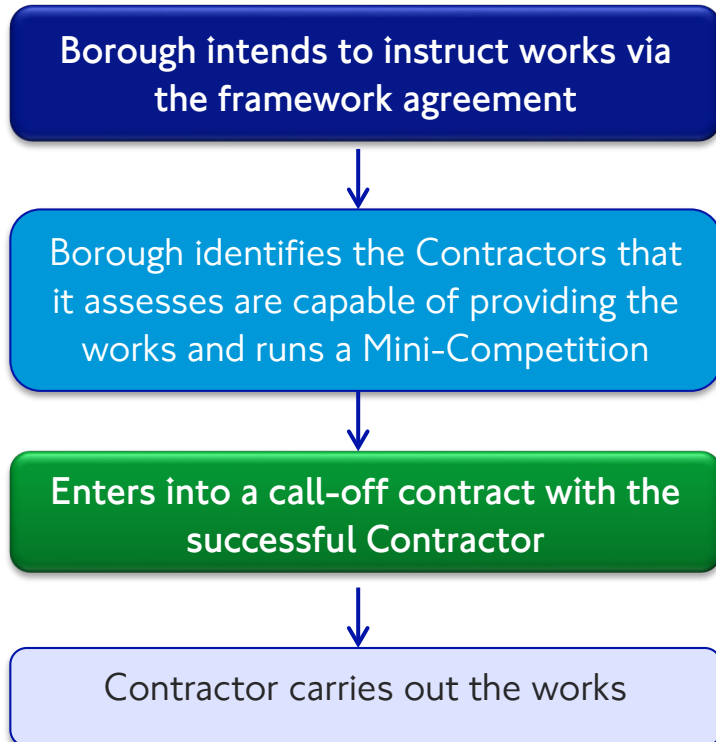 Borough intends to instruct works via
the framework agreement
Borough identifies the Contractors that
it assesses are capable of providing the
works and runs a Mini-Competition
Enters into a call-off contract with the
successful Contractor
Contractor carries out the works